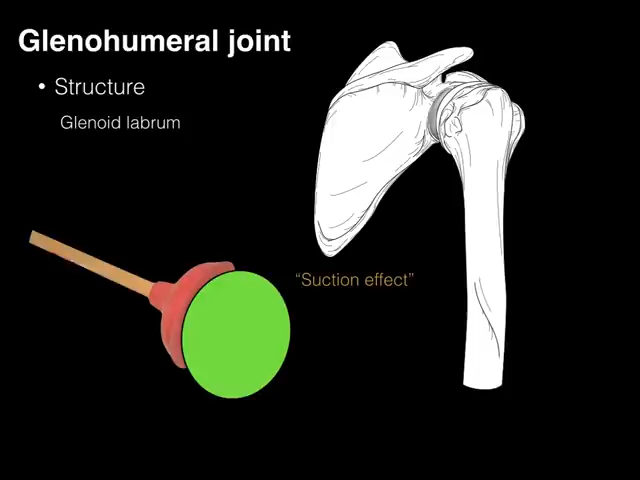 Glenohumeral joint
• Structure
Glenoid labrum
“Suction effect”